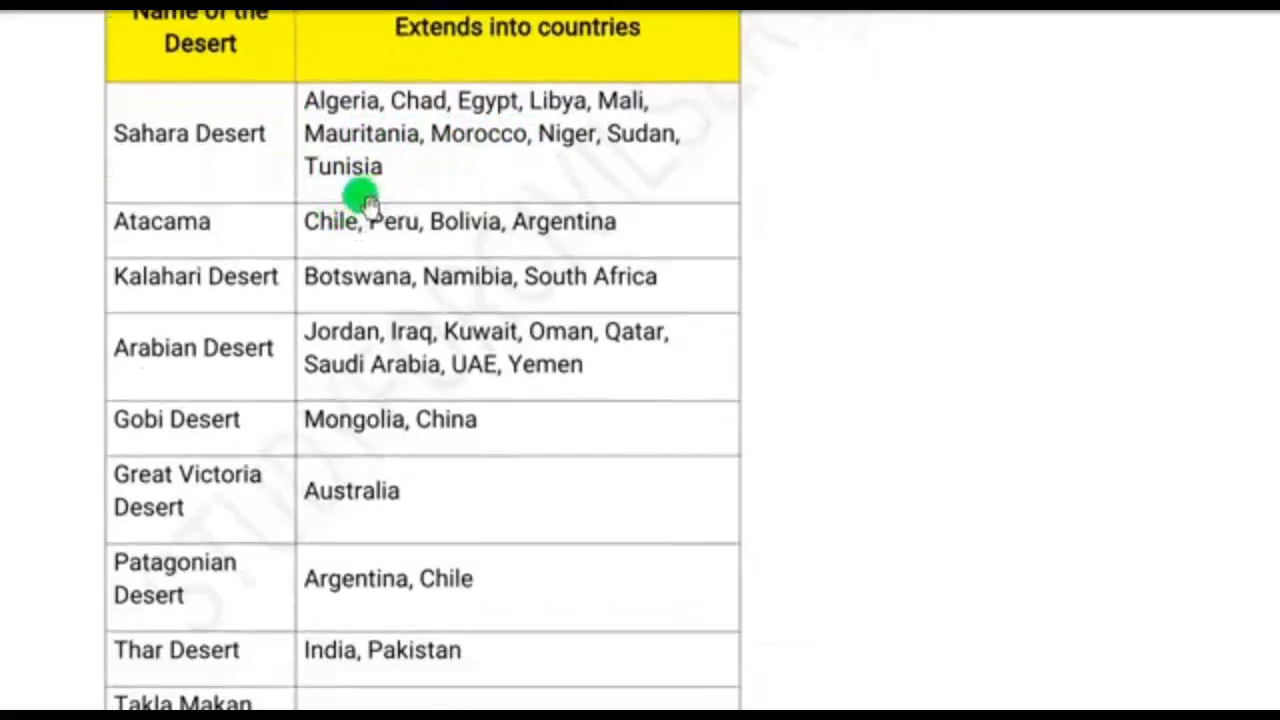 Name of the
Desert
Extends into countries
Sahara Desert
Algeria, Chad, Egypt, Libya, Mali,
Mauritania, Morocco, Niger, Sudan,
Tunisia
Atacama
Chile, Peru, Bolivia, Argentina
Kalahari Desert
Botswana, Namibia, South Africa
Arabian Desert
Jordan, Iraq, Kuwait, Oman, Qatar,
Saudi Arabia, UAE, Yemen
Gobi Desert
Mongolia, China
Great Victoria
Desert
Australia
Patagonian
Desert
Argentina, Chile
Thar Desert
India, Pakistan
Takla Makan